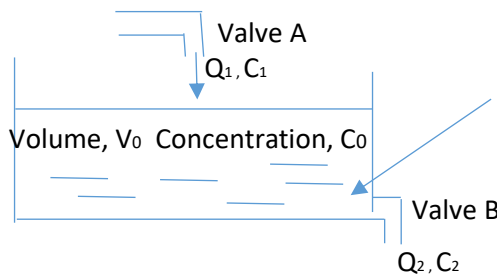 Valve A
Q₁, C₁
Volume, V₀ Concentration, C₀
Valve B
Q₂, C₂